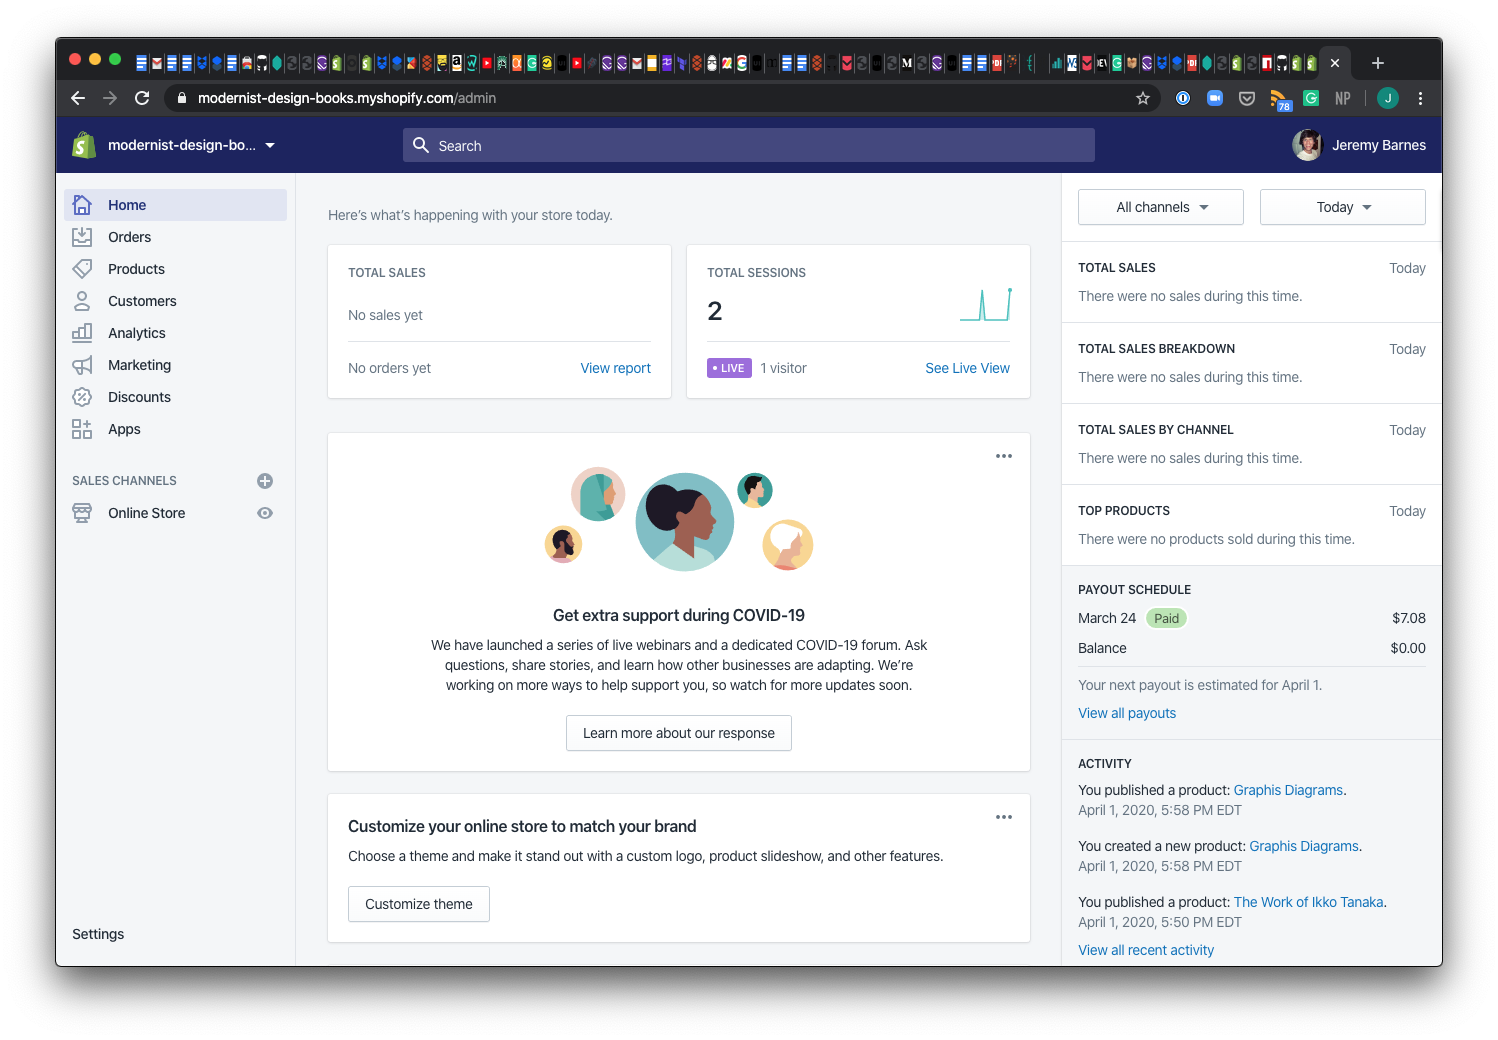 modernist-design-books.myshopify.com/admin
78
NP
J
modernist-design-bo...
Search
Jeremy Barnes
Home
Orders
Products
Customers
Analytics
Marketing
Discounts
Apps
SALES CHANNELS
Online Store
Settings
Here’s what’s happening with your store today.
TOTAL SALES
No sales yet
No orders yet
View report
TOTAL SESSIONS
2
LIVE
1 visitor
See Live View
Get extra support during COVID-19
We have launched a series of live webinars and a dedicated COVID-19 forum. Ask
questions, share stories, and learn how other businesses are adapting. We’re
working on more ways to help support you, so watch for more updates soon.
Learn more about our response
Customize your online store to match your brand
Choose a theme and make it stand out with a custom logo, product slideshow, and other features.
Customize theme
All channels
Today
TOTAL SALES
Today
There were no sales during this time.
TOTAL SALES BREAKDOWN
Today
There were no sales during this time.
TOTAL SALES BY CHANNEL
Today
There were no sales during this time.
TOP PRODUCTS
Today
There were no products sold during this time.
PAYOUT SCHEDULE
March 24 Paid $7.08
Balance $0.00
Your next payout is estimated for April 1.
View all payouts
ACTIVITY
You published a product: Graphis Diagrams.
April 1, 2020, 5:58 PM EDT
You created a new product: Graphis Diagrams.
April 1, 2020, 5:58 PM EDT
You published a product: The Work of Ikko Tanaka.
April 1, 2020, 5:50 PM EDT
View all recent activity